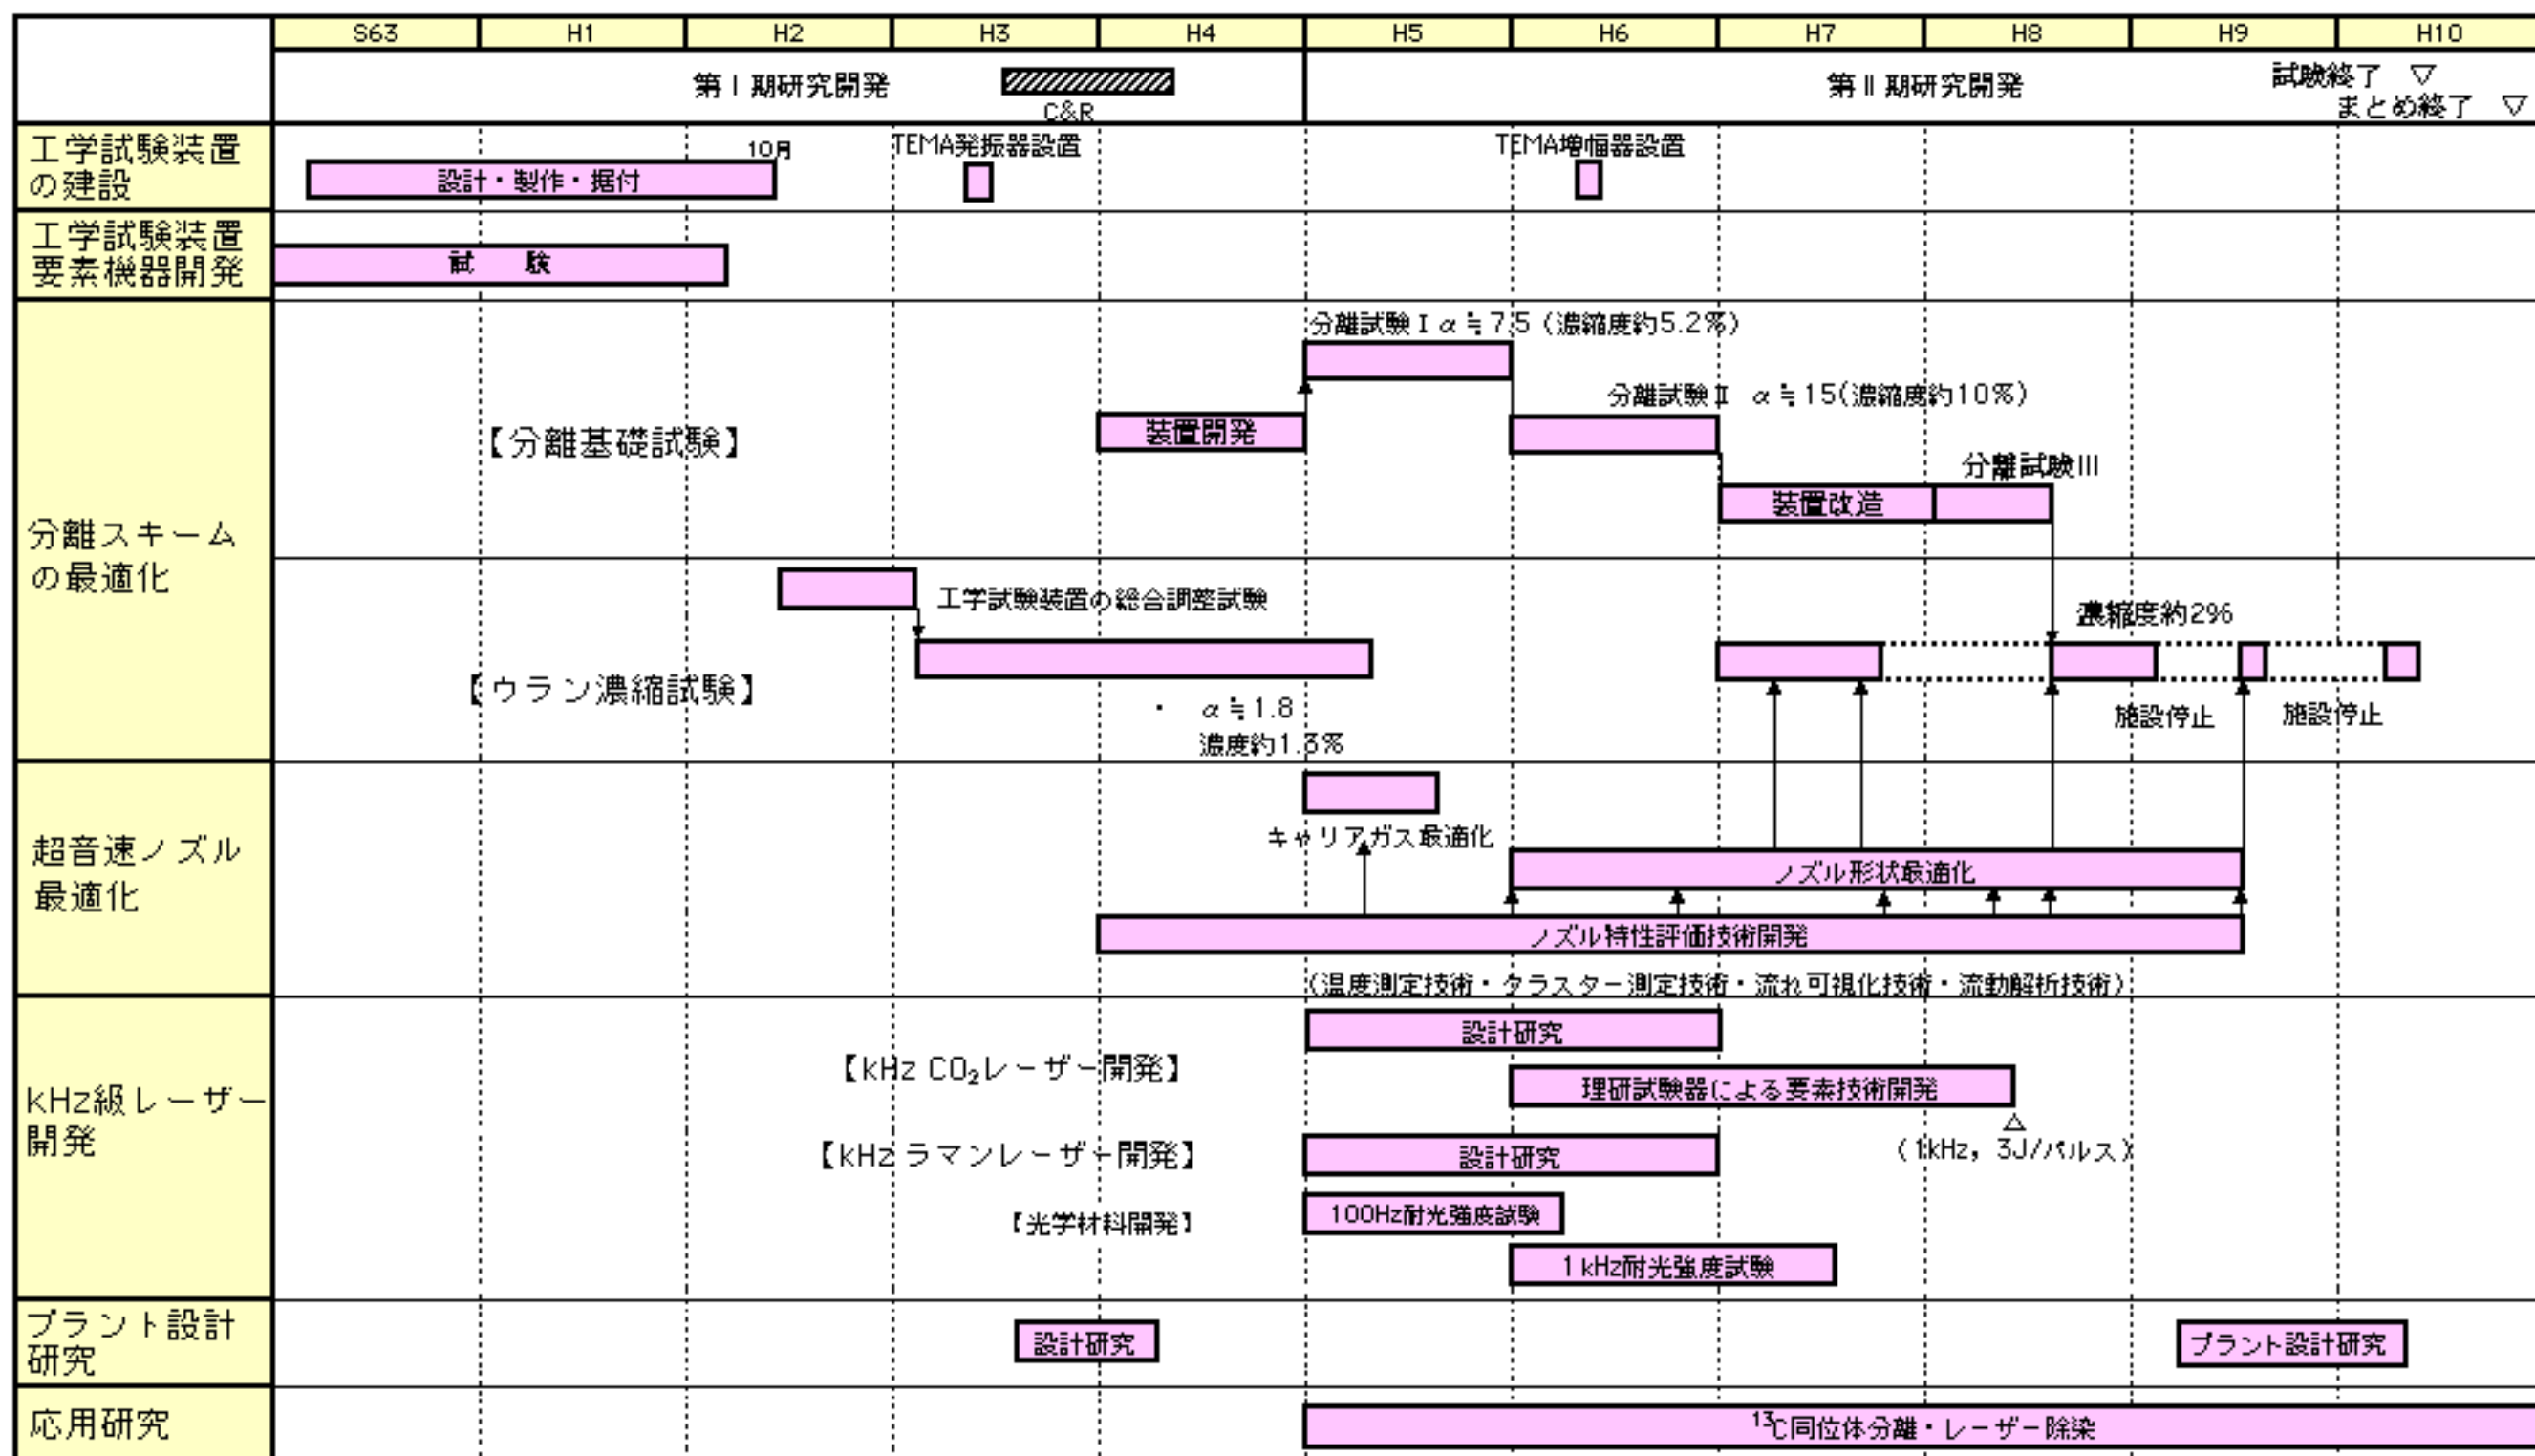 S63 H1 H2 H3 H4 H5 H6 H7 H8 H9 H10
第Ⅰ期研究開発
C&R
第Ⅱ期研究開発
試験終了 ▽
まとめ終了 ▽
工学試験装置
の建設
設計・製作・据付
10月
TEMA発振器設置
TEMA増幅器設置
工学試験装置
要素機器開発
試 験
分離スキーム
の最適化
分離試験Ⅰα≒7.5(濃縮度約5.2%)
【分離基礎試験】
装置開発
分離試験Ⅱ α≒15(濃縮度約10%)
分離試験III
装置改造
工学試験装置の総合調整試験
【ウラン濃縮試験】
・ α≒1.8
濃度約1.3%
濃縮度約2%
施設停止
施設停止
超音速ノズル
最適化
キャリアガス最適化
ノズル形状最適化
ノズル特性評価技術開発
(温度測定技術・クラスター測定技術・流れ可視化技術・流動解析技術)
kHz級レーザー
開発
設計研究
【kHz CO₂レーザー開発】
理研試験器による要素技術開発
△
(1kHz, 3J/パルス)
【kHz ラマンレーザー開発】
設計研究
【光学材料開発】
100Hz耐光強度試験
1kHz耐光強度試験
プラント設計
研究
設計研究
プラント設計研究
応用研究
¹³C同位体分離・レーザー除染